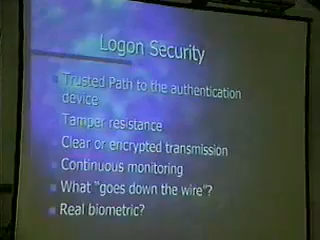 Logon Security
Trusted Path to the authentication
device
Tamper resistance
Clear or encrypted transmission
Continuous monitoring
What "goes down the wire"?
Real biometric?